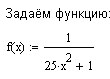 Задаём функцию:
f(x) := 1 / (25·x² + 1)